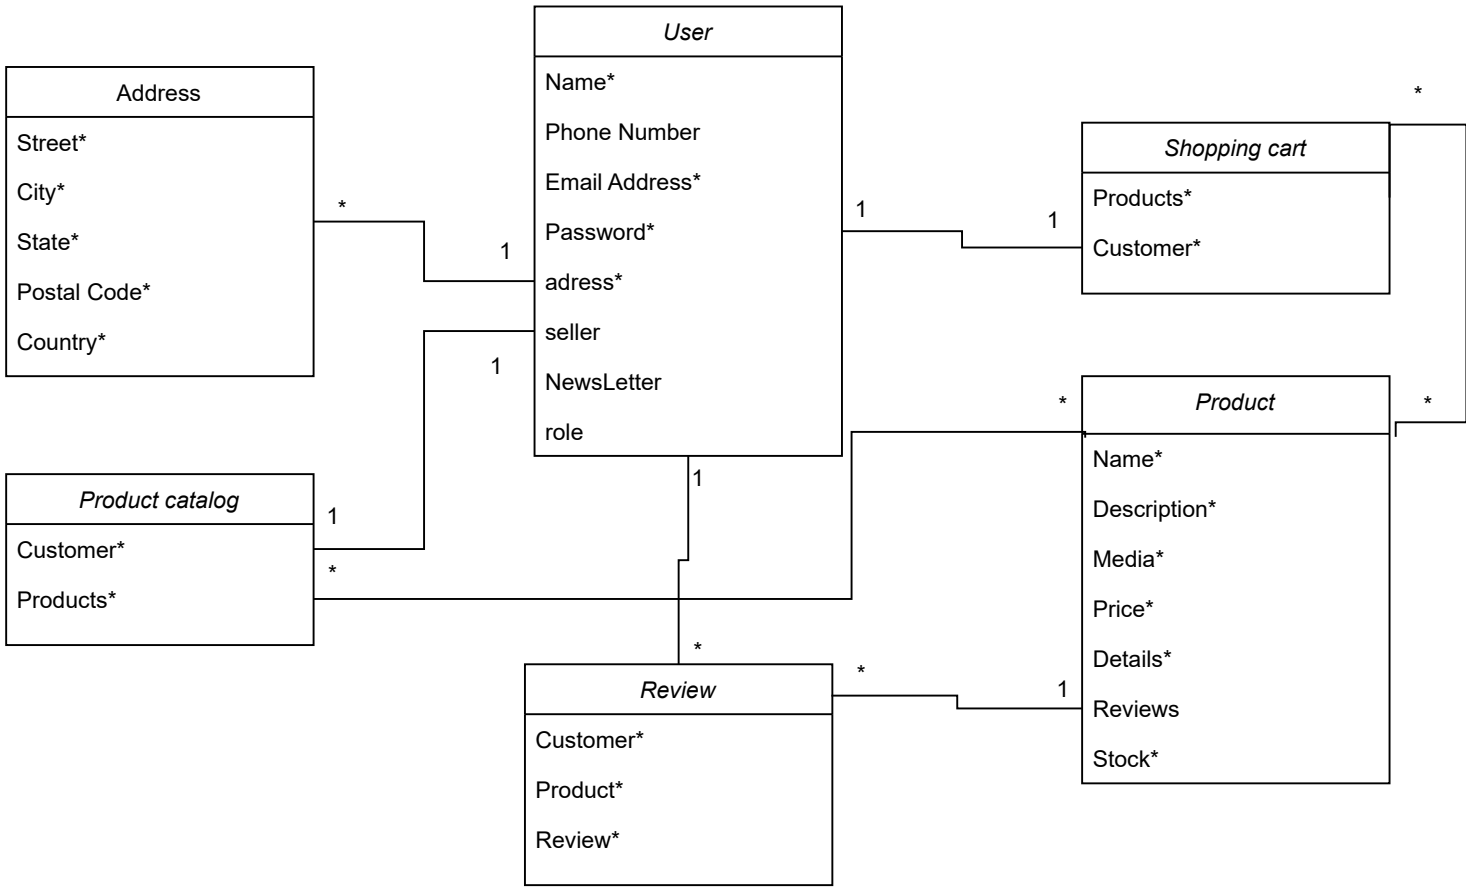 User
Name*
Phone Number
Email Address*
Password*
adress*
seller
NewsLetter
role
Address
Street*
City*
State*
Postal Code*
Country*
*
1
1
1
*
Shopping cart
Products*
Customer*
*
*
Product
Name*
Description*
Media*
Price*
Details*
Reviews
Stock*
1
1
*
Product catalog
Customer*
Products*
1
*
*
1
Review
Customer*
Product*
Review*